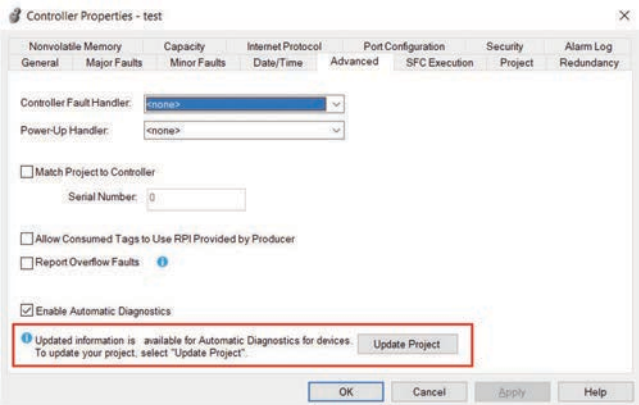 Controller Properties - test
Nonvolatile Memory Capacity Internet Protocol Port Configuration Security Alarm Log
General Major Faults Minor Faults Date/Time Advanced SFC Execution Project Redundancy
Controller Fault Handler: <none>
Power-Up Handler: <none>
Match Project to Controller
Serial Number: 0
Allow Consumed Tags to Use RPI Provided by Producer
Report Overflow Faults
Enable Automatic Diagnostics
Updated information is available for Automatic Diagnostics for devices.
To update your project, select "Update Project".
Update Project
OK Cancel Apply Help